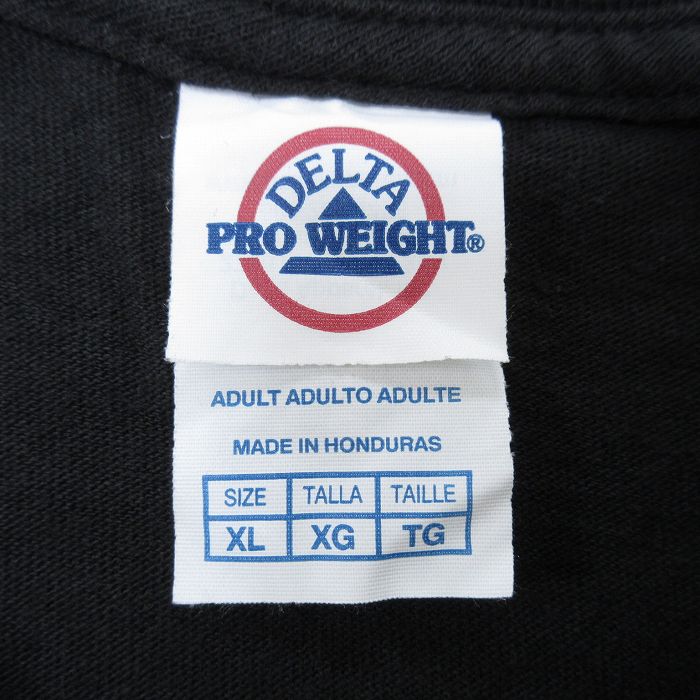 DELTA
PRO WEIGHT®
ADULT ADULTO ADULTE
MADE IN HONDURAS
SIZE TALLA TAILLE
XL XG TG